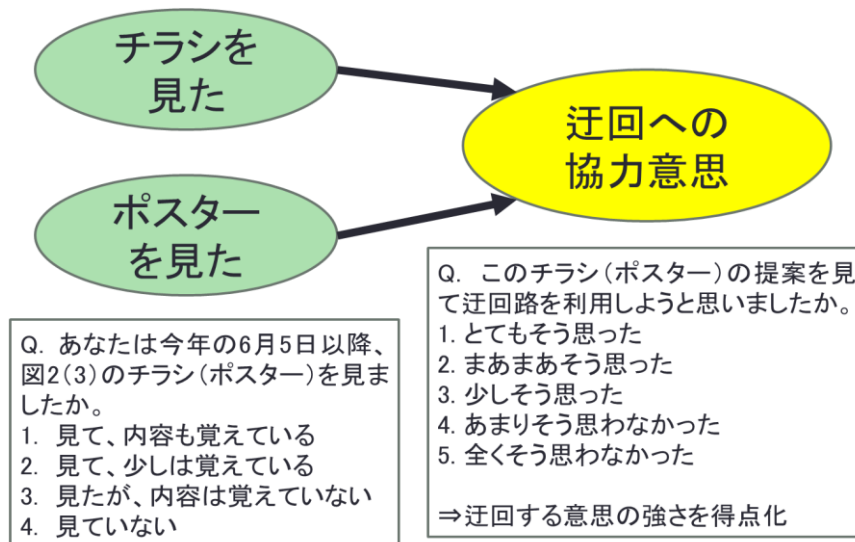 チラシを
見た
迂回への
協力意思
ポスター
を見た
Q. あなたは今年の6月5日以降、
図2(3)のチラシ(ポスター)を見ま
したか。
1. 見て、内容も覚えている
2. 見て、少しは覚えている
3. 見たが、内容は覚えていない
4. 見ていない
Q. このチラシ(ポスター)の提案を見
て迂回路を利用しようと思いましたか。
1. とてもそう思った
2. まあまあそう思った
3. 少しそう思った
4. あまりそう思わなかった
5. 全くそう思わなかった
⇒迂回する意思の強さを得点化